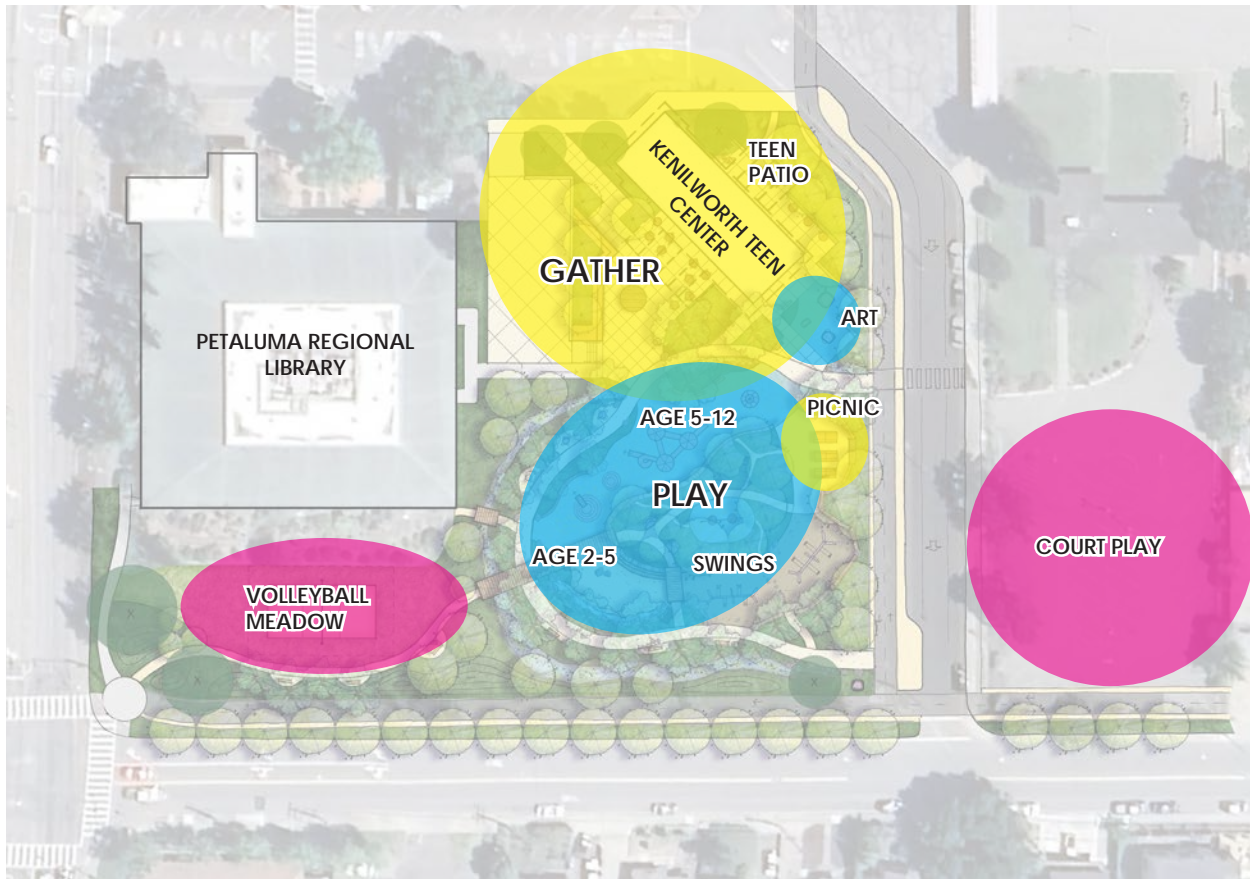 TEEN
PATIO
KENILWORTH TEEN
CENTER
GATHER
ART
PETALUMA REGIONAL
LIBRARY
AGE 5-12
PICNIC
PLAY
AGE 2-5
SWINGS
COURT PLAY
VOLLEYBALL
MEADOW